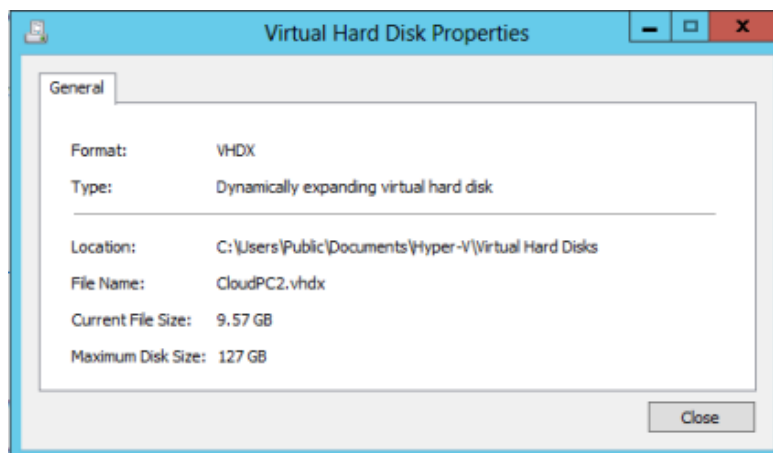 Virtual Hard Disk Properties
General
Format: VHDX
Type: Dynamically expanding virtual hard disk
Location: C:\Users\Public\Documents\Hyper-V\Virtual Hard Disks
File Name: CloudPC2.vhdx
Current File Size: 9.57 GB
Maximum Disk Size: 127 GB
Close